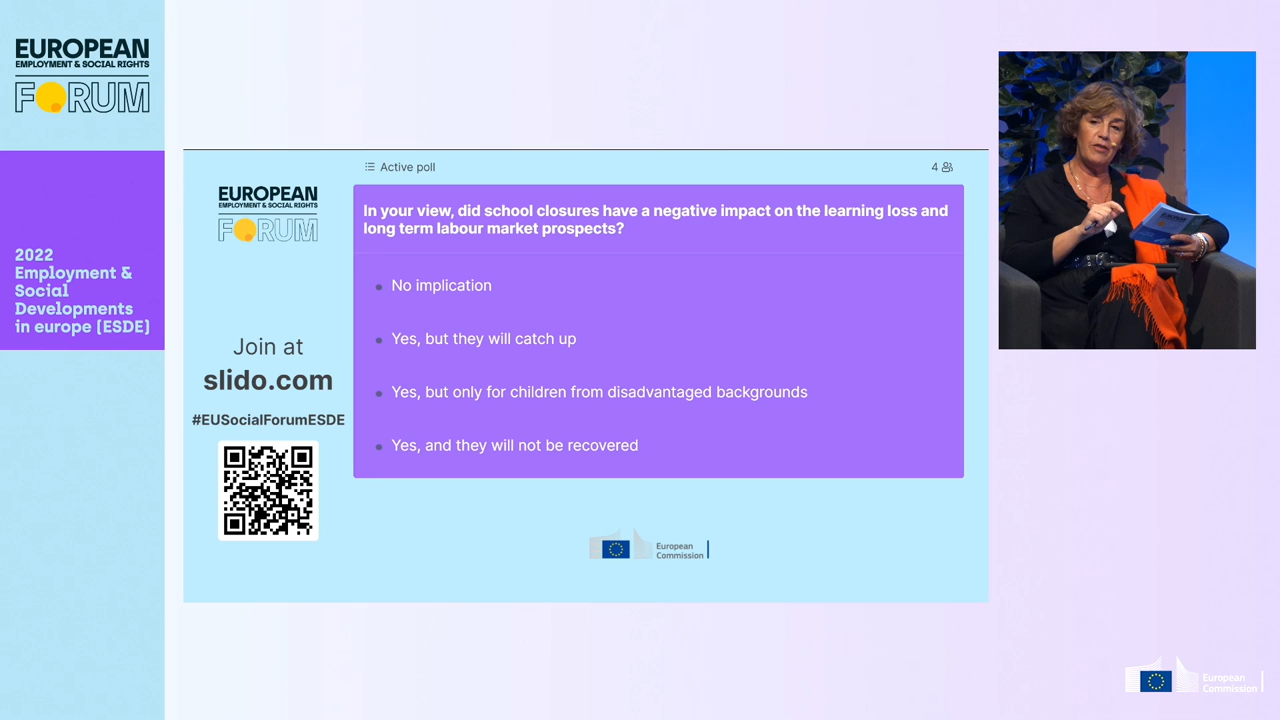 EUROPEAN
EMPLOYMENT & SOCIAL RIGHTS
FORUM
2022
Employment &
Social
Developments
in europe (ESDE)
EUROPEAN
EMPLOYMENT & SOCIAL RIGHTS
FORUM
Join at
slido.com
#EUSocialForumESDE
Active poll
4
In your view, did school closures have a negative impact on the learning loss and
long term labour market prospects?
No implication
Yes, but they will catch up
Yes, but only for children from disadvantaged backgrounds
Yes, and they will not be recovered
European
Commission
European
Commission